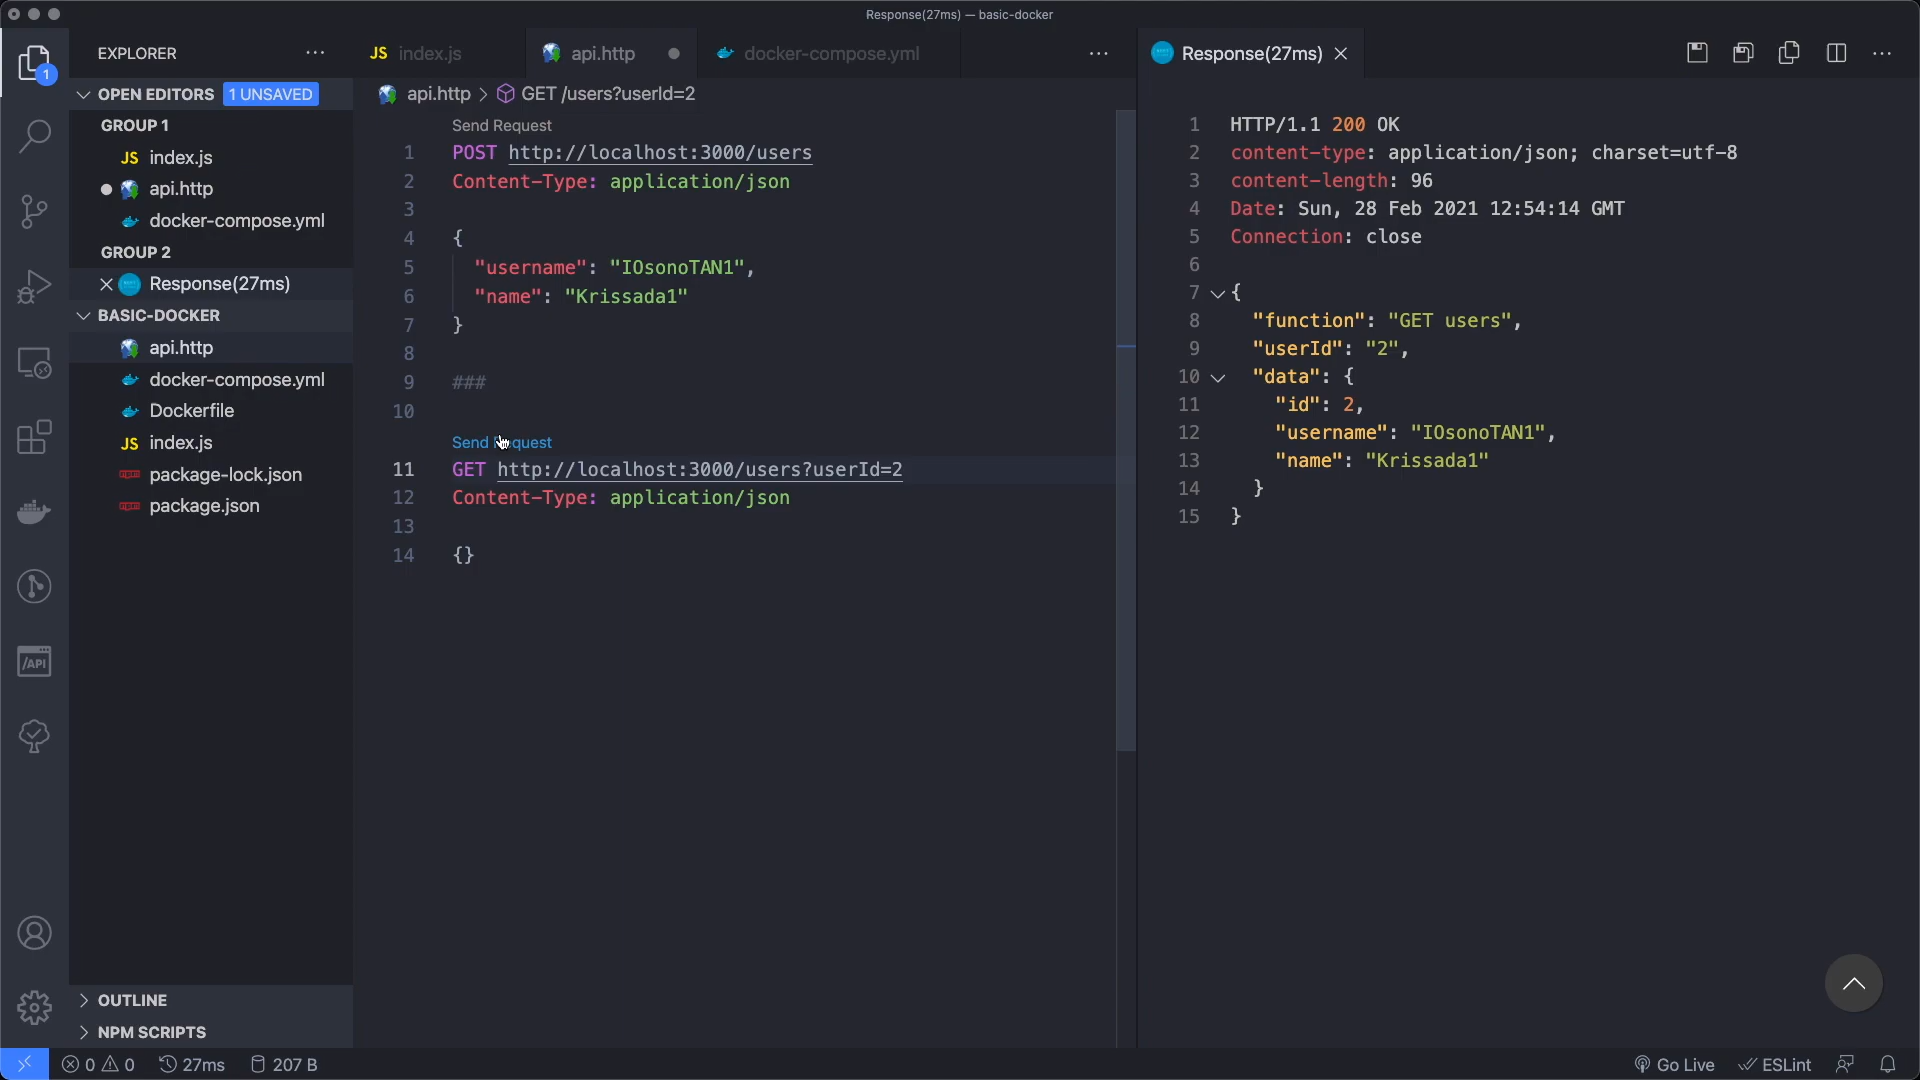 Response(27ms) — basic-docker
EXPLORER
JS index.js
api.http
docker-compose.yml
Response(27ms)
OPEN EDITORS 1 UNSAVED
GROUP 1
JS index.js
api.http
docker-compose.yml
GROUP 2
Response(27ms)
BASIC-DOCKER
api.http
docker-compose.yml
Dockerfile
JS index.js
package-lock.json
package.json
OUTLINE
NPM SCRIPTS
1
/API
api.http > GET /users?userId=2
Send Request
1 POST http://localhost:3000/users
2 Content-Type: application/json
3
4 {
5 "username": "IOsonoTAN1",
6 "name": "Krissada1"
7 }
8
9 ###
10
Send Request
11 GET http://localhost:3000/users?userId=2
12 Content-Type: application/json
13
14 {}
1 HTTP/1.1 200 OK
2 content-type: application/json; charset=utf-8
3 content-length: 96
4 Date: Sun, 28 Feb 2021 12:54:14 GMT
5 Connection: close
6
7 {
8 "function": "GET users",
9 "userId": "2",
10 "data": {
11 "id": 2,
12 "username": "IOsonoTAN1",
13 "name": "Krissada1"
14 }
15 }
0 0 27ms 207 B
Go Live ESLint